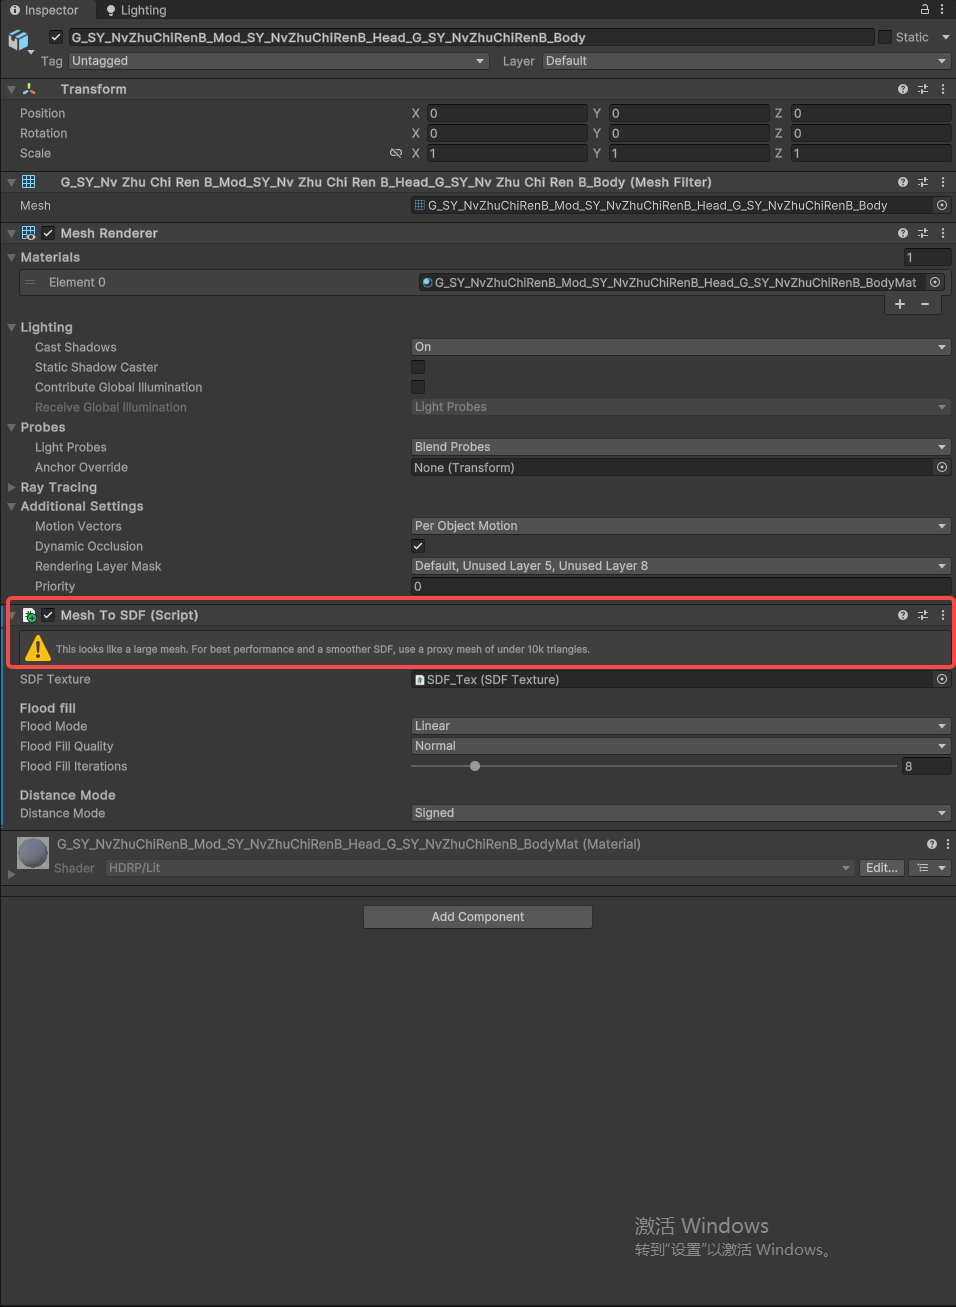 Inspector Lighting
G_SY_NvZhuChiRenB_Mod_SY_NvZhuChiRenB_Head_G_SY_NvZhuChiRenB_Body Static
Tag Untagged Layer Default
Transform
Position X 0 Y 0 Z 0
Rotation X 0 Y 0 Z 0
Scale X 1 Y 1 Z 1
G_SY_Nv Zhu Chi Ren B_Mod_SY_Nv Zhu Chi Ren B_Head_G_SY_Nv Zhu Chi Ren B_Body (Mesh Filter)
Mesh G_SY_NvZhuChiRenB_Mod_SY_NvZhuChiRenB_Head_G_SY_NvZhuChiRenB_Body
Mesh Renderer
Materials 1
Element 0 G_SY_NvZhuChiRenB_Mod_SY_NvZhuChiRenB_Head_G_SY_NvZhuChiRenB_BodyMat
+ −
Lighting
Cast Shadows On
Static Shadow Caster
Contribute Global Illumination
Receive Global Illumination Light Probes
Probes
Light Probes Blend Probes
Anchor Override None (Transform)
Ray Tracing
Additional Settings
Motion Vectors Per Object Motion
Dynamic Occlusion
Rendering Layer Mask Default, Unused Layer 5, Unused Layer 8
Priority 0
Mesh To SDF (Script)
This looks like a large mesh. For best performance and a smoother SDF, use a proxy mesh of under 10k triangles.
SDF Texture SDF_Tex (SDF Texture)
Flood fill
Flood Mode Linear
Flood Fill Quality Normal
Flood Fill Iterations 8
Distance Mode
Distance Mode Signed
G_SY_NvZhuChiRenB_Mod_SY_NvZhuChiRenB_Head_G_SY_NvZhuChiRenB_BodyMat (Material)
Shader HDRP/Lit Edit...
Add Component
激活 Windows
转到“设置”以激活 Windows。